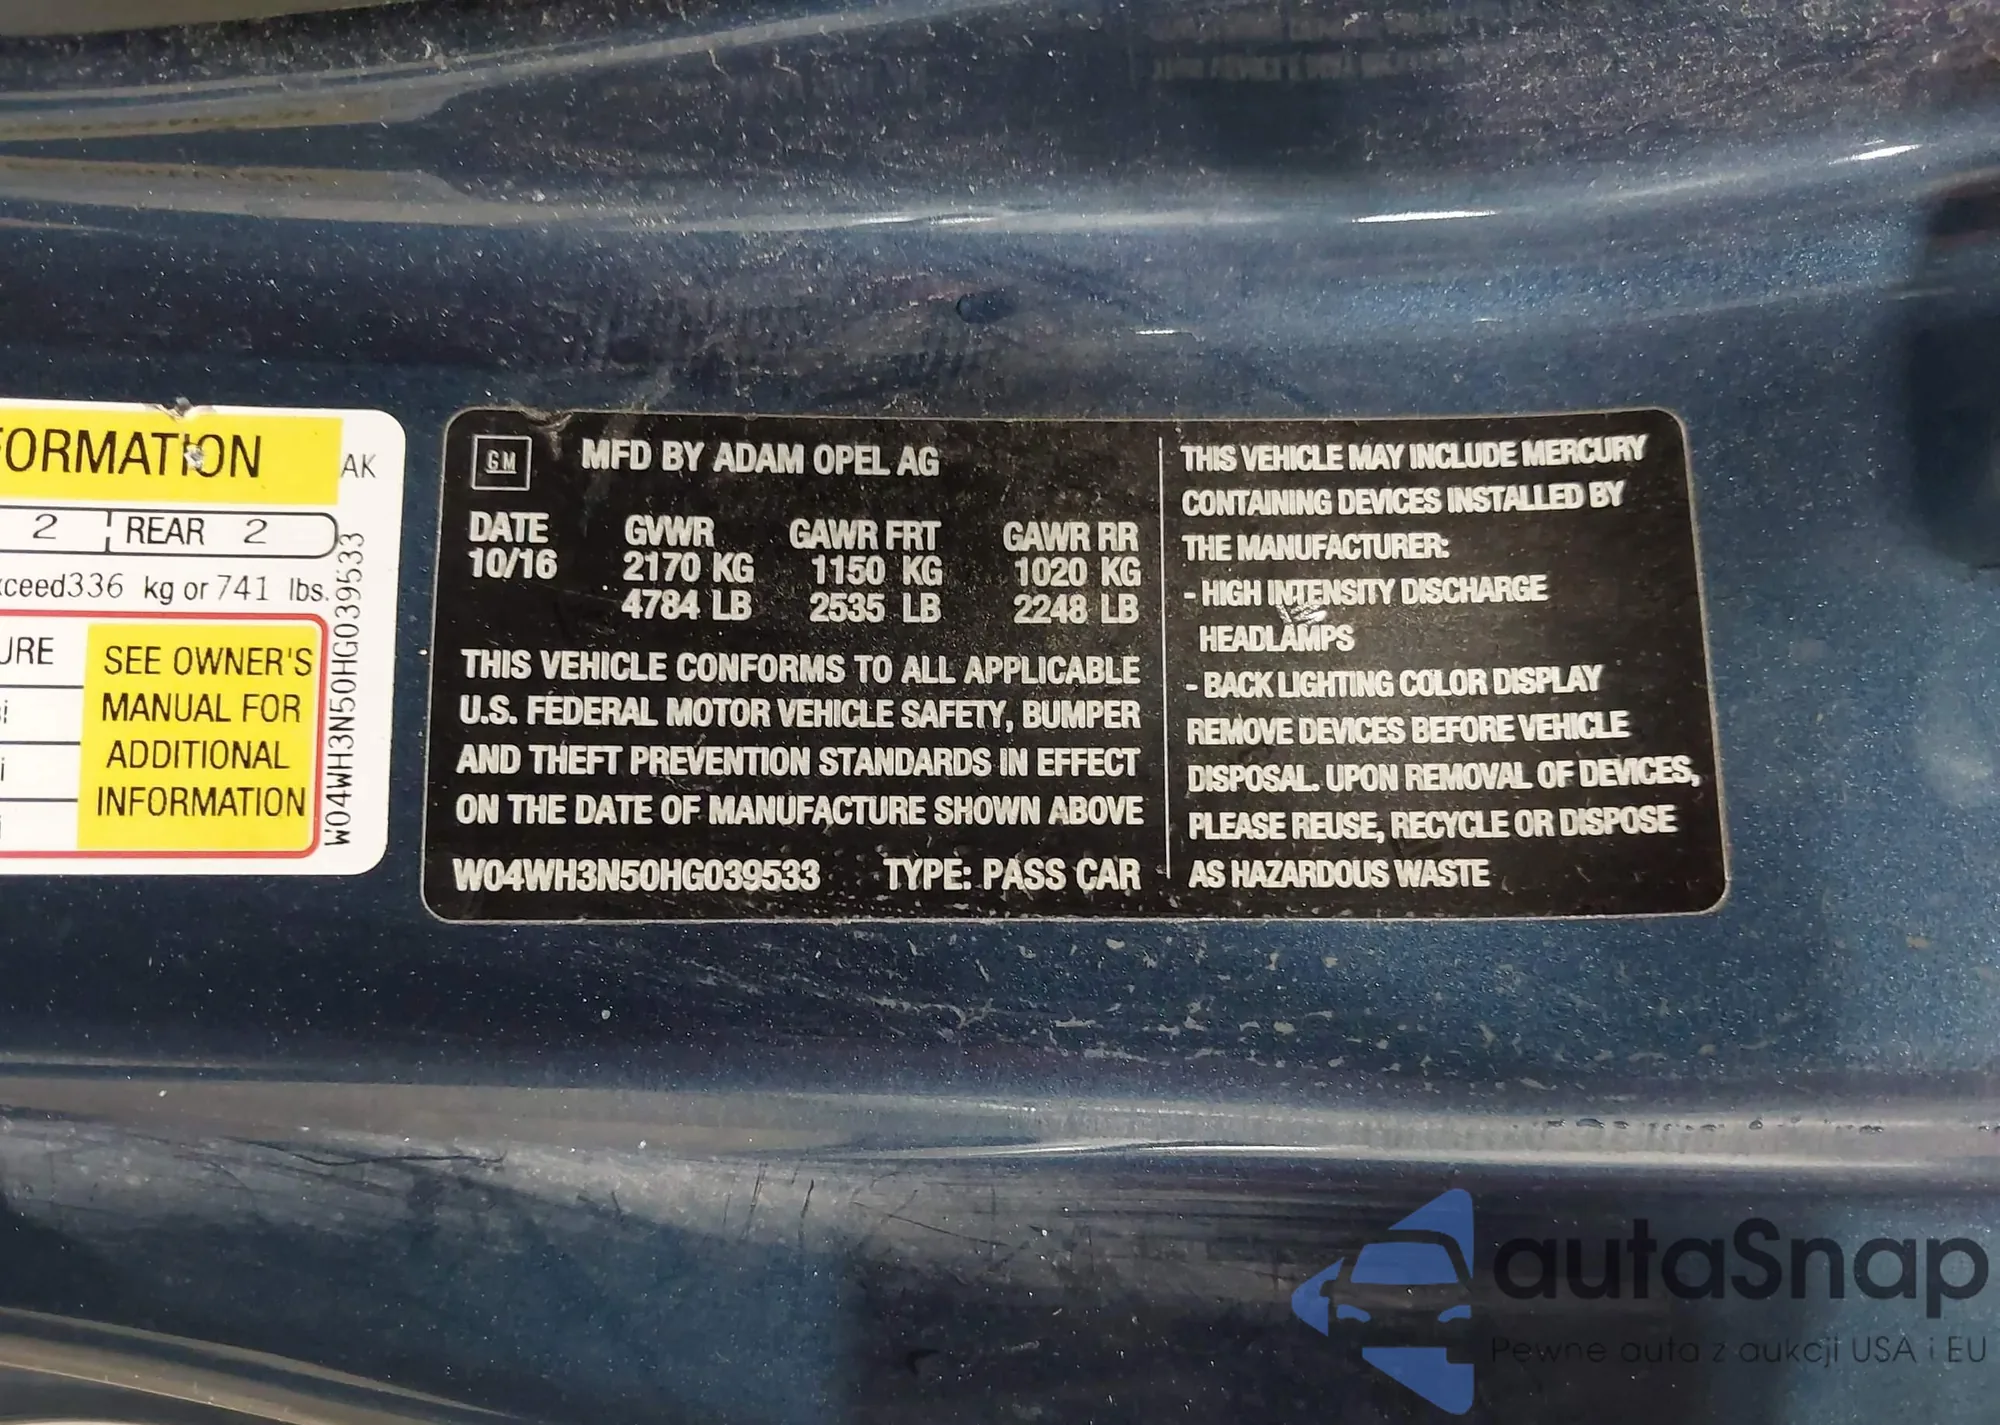 FORMATION
AK
2 REAR 2
xceed 336 kg or 741 lbs.
URE
SEE OWNER'S
MANUAL FOR
ADDITIONAL
INFORMATION
W04WH3N50HG039533
GM
MFD BY ADAM OPEL AG
DATE GVWR GAWR FRT GAWR RR
10/16 2170 KG 1150 KG 1020 KG
4784 LB 2535 LB 2248 LB
THIS VEHICLE CONFORMS TO ALL APPLICABLE
U.S. FEDERAL MOTOR VEHICLE SAFETY, BUMPER
AND THEFT PREVENTION STANDARDS IN EFFECT
ON THE DATE OF MANUFACTURE SHOWN ABOVE
W04WH3N50HG039533 TYPE: PASS CAR
THIS VEHICLE MAY INCLUDE MERCURY
CONTAINING DEVICES INSTALLED BY
THE MANUFACTURER:
- HIGH INTENSITY DISCHARGE
HEADLAMPS
- BACK LIGHTING COLOR DISPLAY
REMOVE DEVICES BEFORE VEHICLE
DISPOSAL. UPON REMOVAL OF DEVICES,
PLEASE REUSE, RECYCLE OR DISPOSE
AS HAZARDOUS WASTE
autaSnap
Pewne auta z aukcji USA i EU